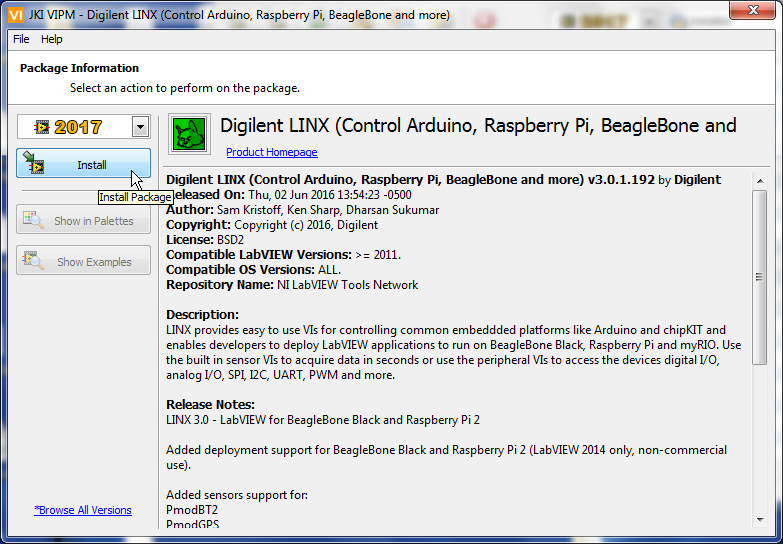 VI JKI VIPM - Digilent LINX (Control Arduino, Raspberry Pi, BeagleBone and more)
File Help
Package Information
Select an action to perform on the package.
2017
Install
Install Package
Show in Palettes
Show Examples
*Browse All Versions
Digilent LINX (Control Arduino, Raspberry Pi, BeagleBone and
Product Homepage
Digilent LINX (Control Arduino, Raspberry Pi, BeagleBone and more) v3.0.1.192 by Digilent
Released On: Thu, 02 Jun 2016 13:54:23 -0500
Author: Sam Kristoff, Ken Sharp, Dharsan Sukumar
Copyright: Copyright (c) 2016, Digilent
License: BSD2
Compatible LabVIEW Versions: >= 2011.
Compatible OS Versions: ALL.
Repository Name: NI LabVIEW Tools Network
Description:
LINX provides easy to use VIs for controlling common embeddded platforms like Arduino and chipKIT and
enables developers to deploy LabVIEW applications to run on BeagleBone Black, Raspberry Pi and myRIO. Use
the built in sensor VIs to acquire data in seconds or use the peripheral VIs to access the devices digital I/O,
analog I/O, SPI, I2C, UART, PWM and more.
Release Notes:
LINX 3.0 - LabVIEW for BeagleBone Black and Raspberry Pi 2
Added deployment support for BeagleBone Black and Raspberry Pi 2 (LabVIEW 2014 only, non-commercial
use).
Added sensors support for:
PmodBT2
PmodGPS